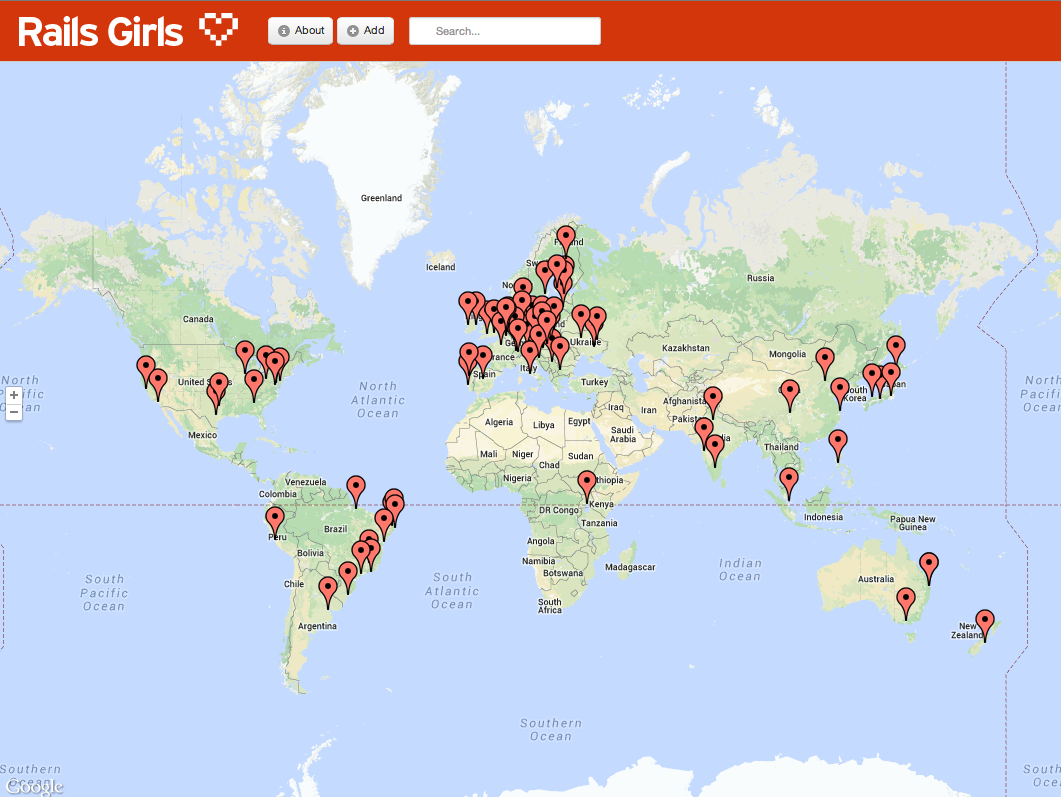 Rails Girls
About
Add
Search...
Greenland
Iceland
Russia
Canada
Ukraine
Kazakhstan
Mongolia
North
Pacific
Ocean
United
North
Atlantic
Ocean
Spain
Italy
Turkey
South
Korea
North
Pacific
Ocean
Mexico
Algeria
Libya
Egypt
Iraq
Iran
Afghanistan
Pakistan
Saudi
Arabia
Mali
Niger
Chad
Sudan
Thailand
Venezuela
Colombia
Nigeria
Ethiopia
DR Congo
Kenya
Tanzania
Indonesia
Papua New
Guinea
Peru
Brazil
Bolivia
Angola
Namibia
Botswana
Madagascar
Chile
South
Pacific
Ocean
South
Atlantic
Ocean
Indian
Ocean
Australia
South
Africa
Argentina
New
Zealand
Southern
Ocean
Southern
Ocean
Google